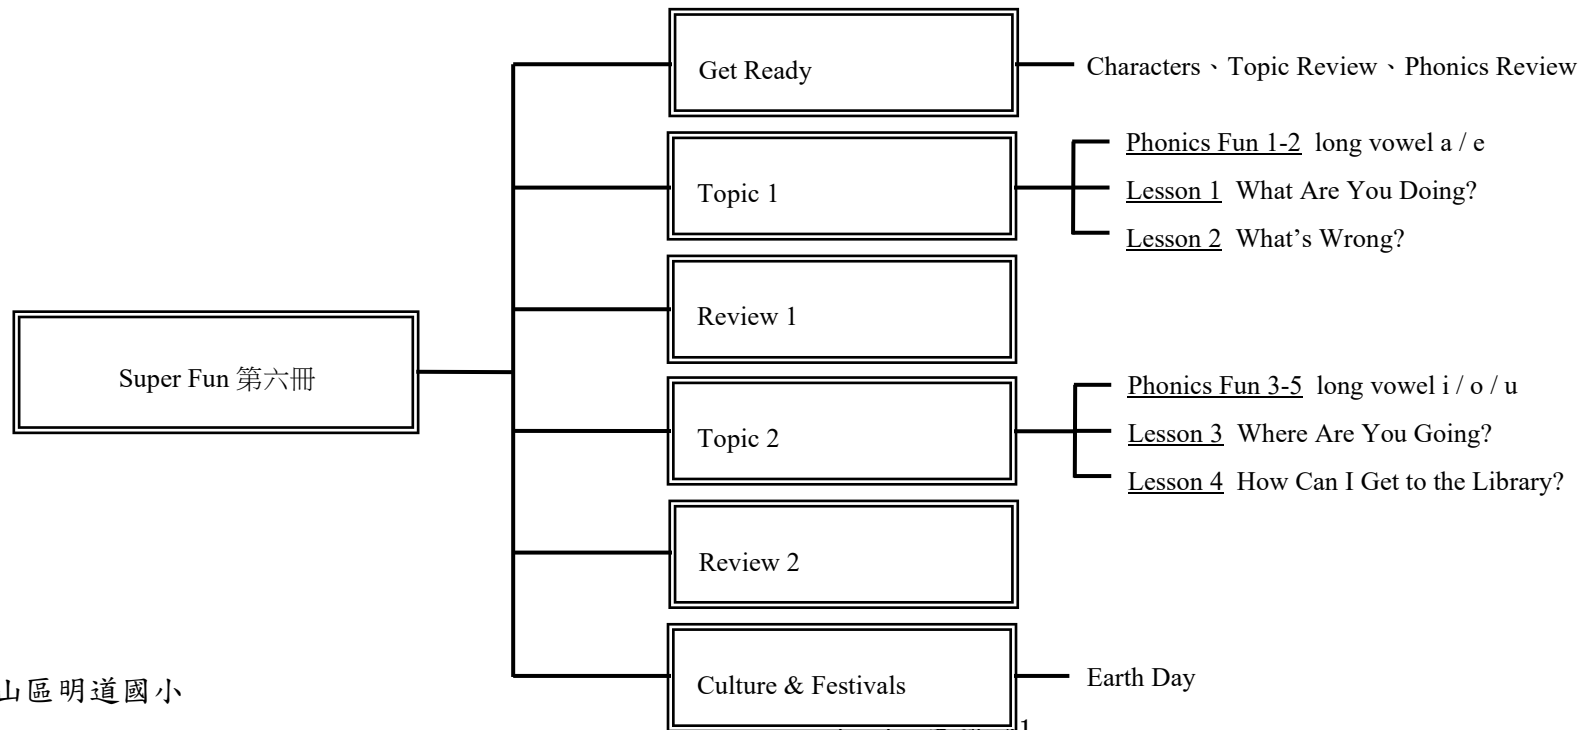 Get Ready
Characters、Topic Review、Phonics Review
Topic 1
Phonics Fun 1-2 long vowel a / e
Lesson 1 What Are You Doing?
Lesson 2 What's Wrong?
Review 1
Super Fun 第六冊
Topic 2
Phonics Fun 3-5 long vowel i / o / u
Lesson 3 Where Are You Going?
Lesson 4 How Can I Get to the Library?
Review 2
Culture & Festivals
Earth Day
山區明道國小
1